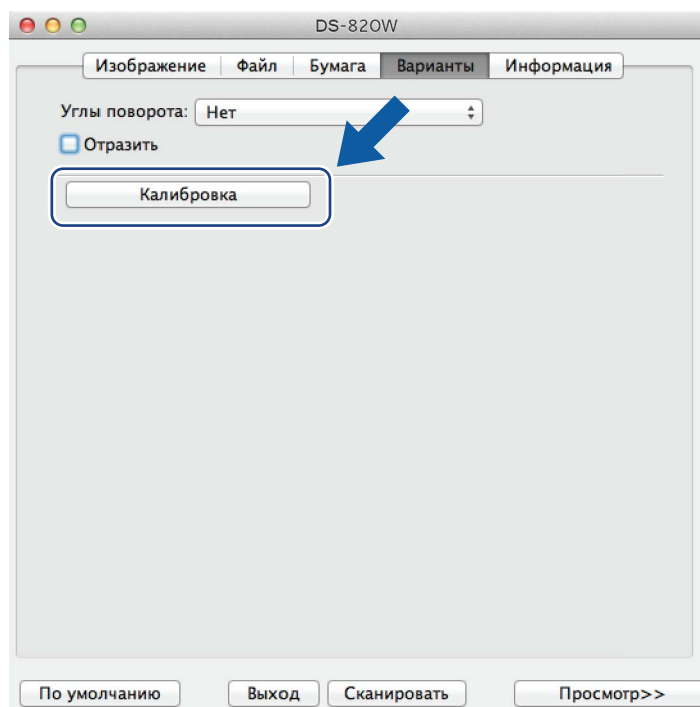 DS-820W
Изображение Файл Бумага Варианты Информация
Углы поворота: Нет
Отразить
Калибровка
По умолчанию Выход Сканировать Просмотр>>